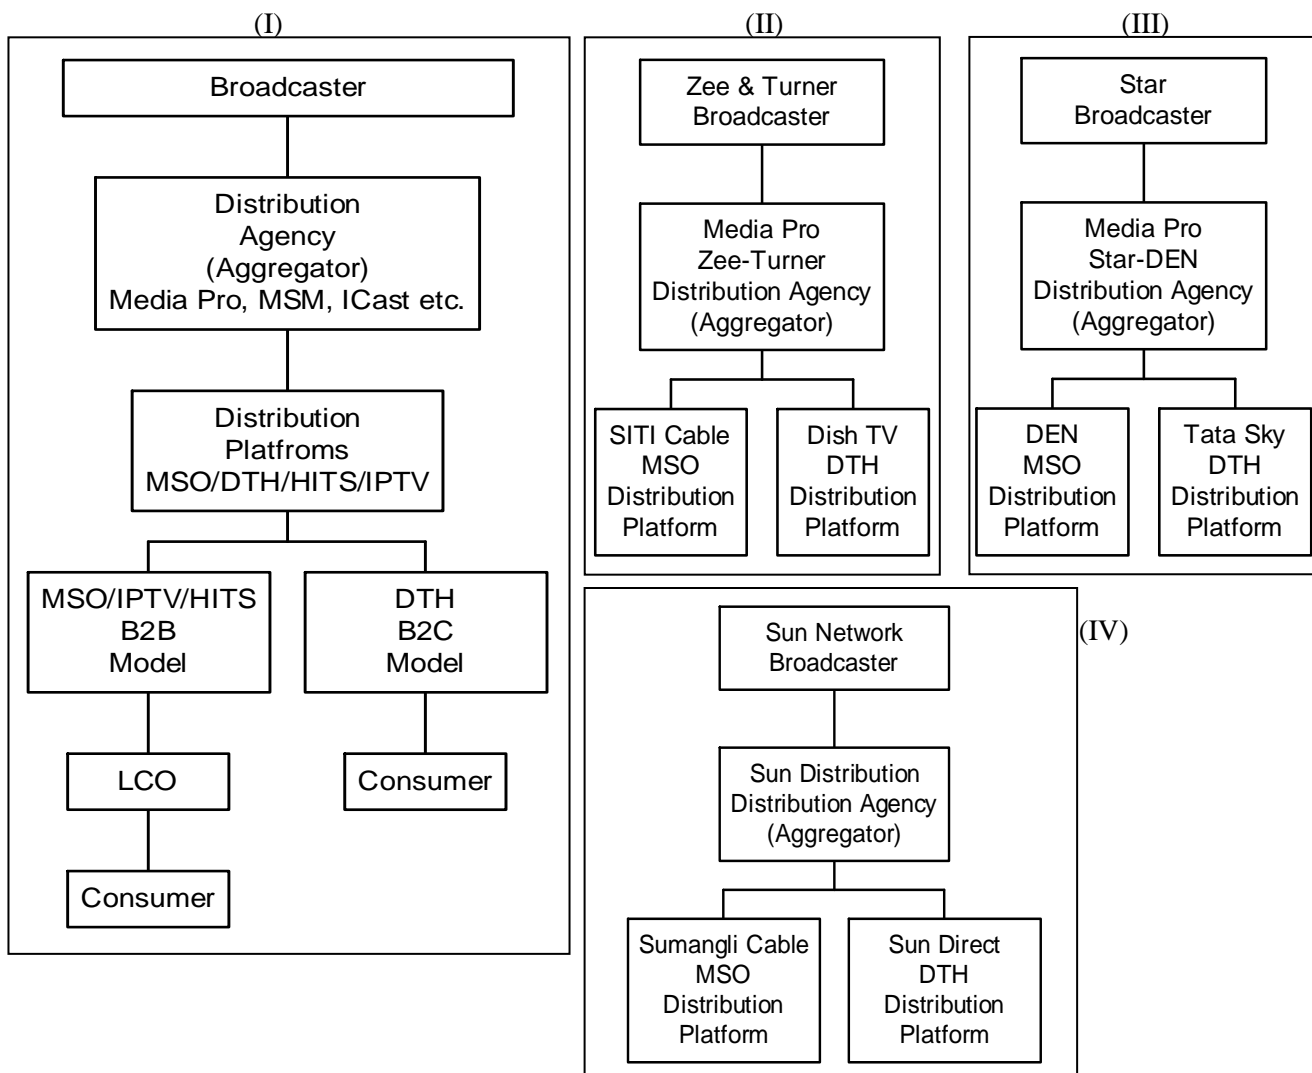 (I)
Broadcaster
Distribution
Agency
(Aggregator)
Media Pro, MSM, ICast etc.
Distribution
Platfroms
MSO/DTH/HITS/IPTV
MSO/IPTV/HITS
B2B
Model
DTH
B2C
Model
LCO
Consumer
Consumer
(II)
Zee & Turner
Broadcaster
Media Pro
Zee-Turner
Distribution Agency
(Aggregator)
SITI Cable
MSO
Distribution
Platform
Dish TV
DTH
Distribution
Platform
(III)
Star
Broadcaster
Media Pro
Star-DEN
Distribution Agency
(Aggregator)
DEN
MSO
Distribution
Platform
Tata Sky
DTH
Distribution
Platform
(IV)
Sun Network
Broadcaster
Sun Distribution
Distribution Agency
(Aggregator)
Sumangli Cable
MSO
Distribution
Platform
Sun Direct
DTH
Distribution
Platform